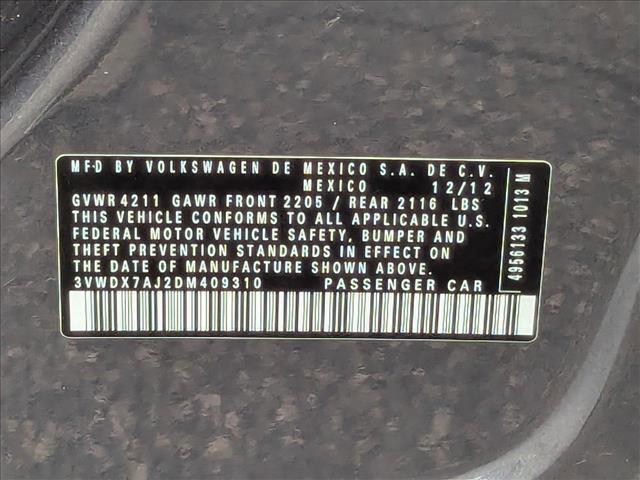 MFD BY VOLKSWAGEN DE MEXICO S.A. DE C.V.
MEXICO 12/12
GVWR 4211 GAWR FRONT 2205 / REAR 2116 LBS
THIS VEHICLE CONFORMS TO ALL APPLICABLE U.S.
FEDERAL MOTOR VEHICLE SAFETY, BUMPER AND
THEFT PREVENTION STANDARDS IN EFFECT ON
THE DATE OF MANUFACTURE SHOWN ABOVE.
3VWDX7AJ2DM409310 PASSENGER CAR
4956133 1013 M